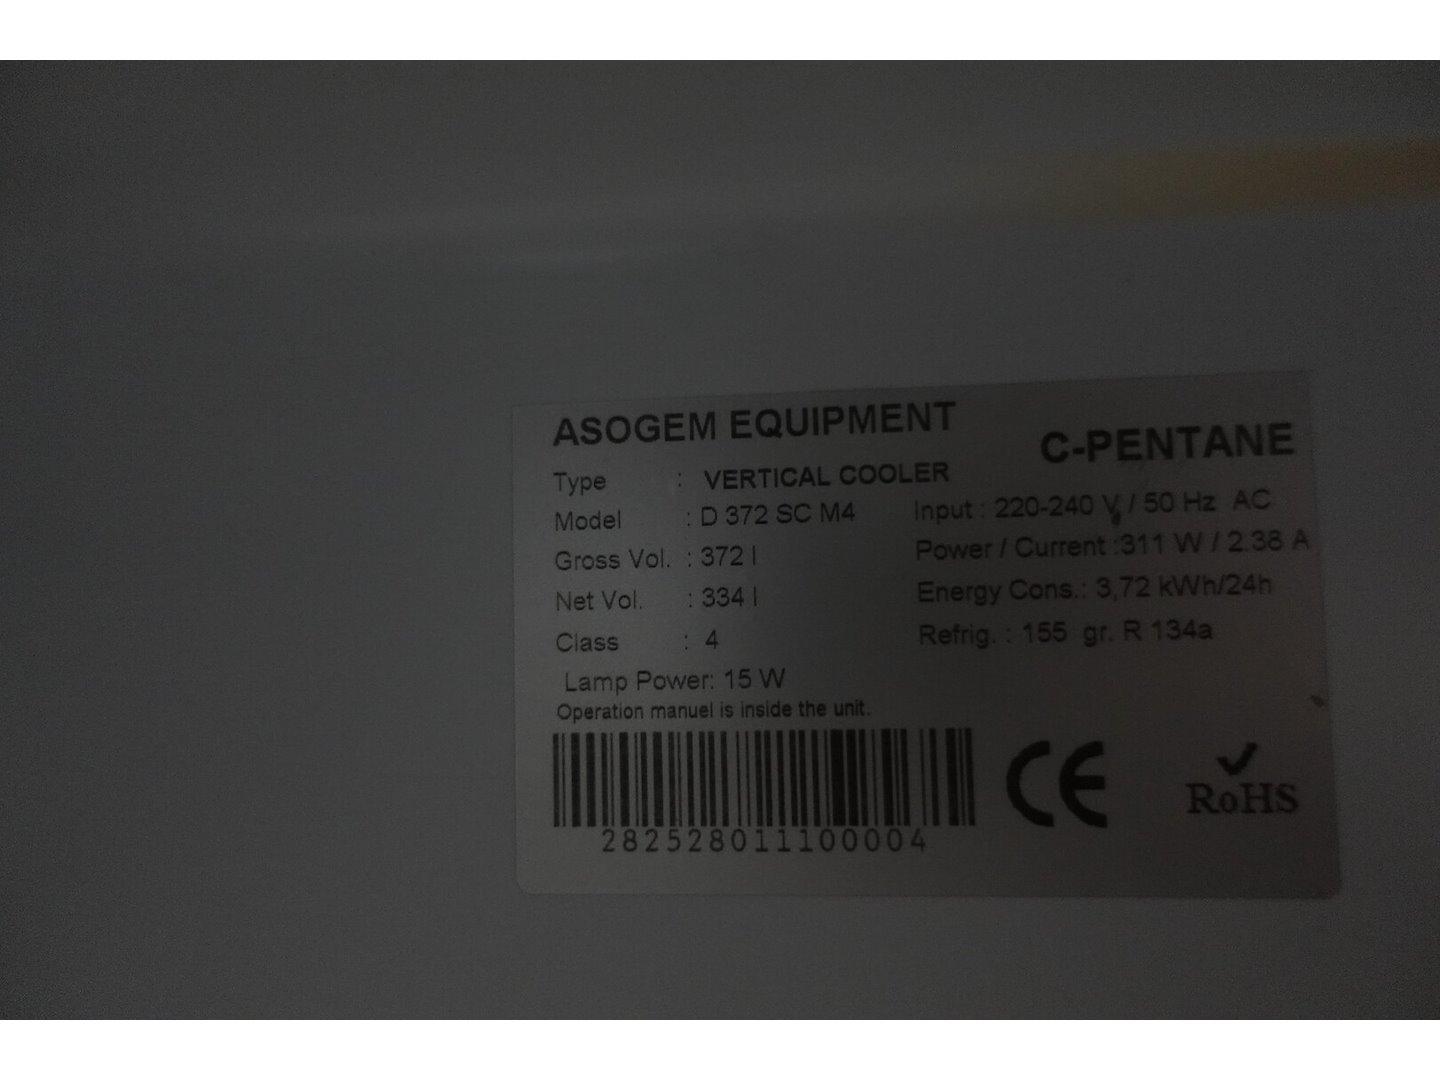 ASOGEM EQUIPMENT
C-PENTANE
Type : VERTICAL COOLER
Model : D 372 SC M4
Gross Vol. : 372 l
Net Vol. : 334 l
Class : 4
Lamp Power: 15 W
Operation manuel is inside the unit.
Input : 220-240 V / 50 Hz AC
Power / Current :311 W / 2.38 A
Energy Cons.: 3,72 kWh/24h
Refrig. : 155 gr. R 134a
282528011100004
CE
RoHS